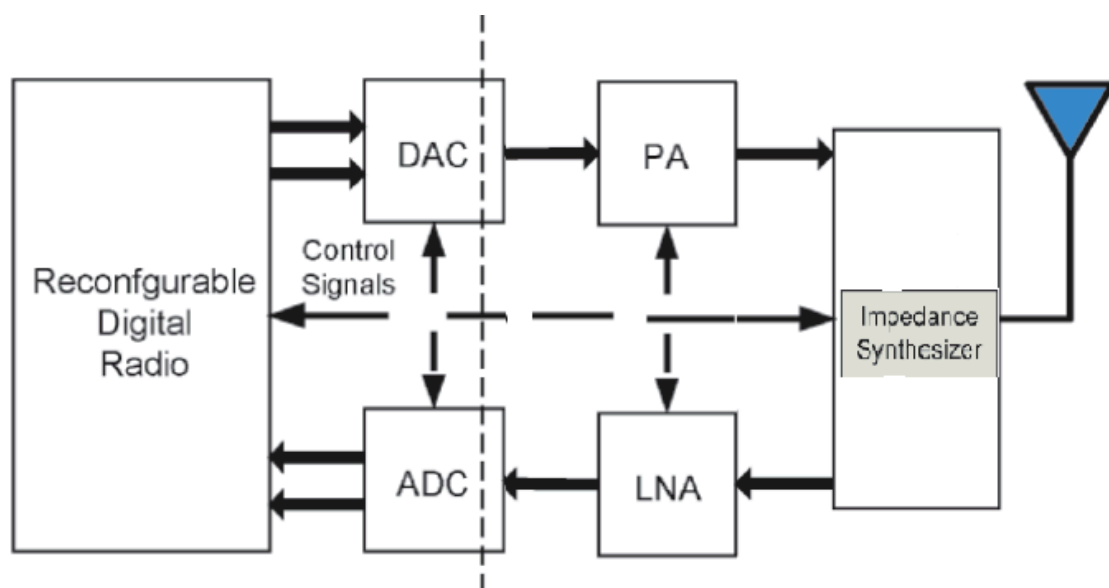 Reconfgurable
Digital
Radio
DAC
Control
Signals
ADC
PA
LNA
Impedance
Synthesizer